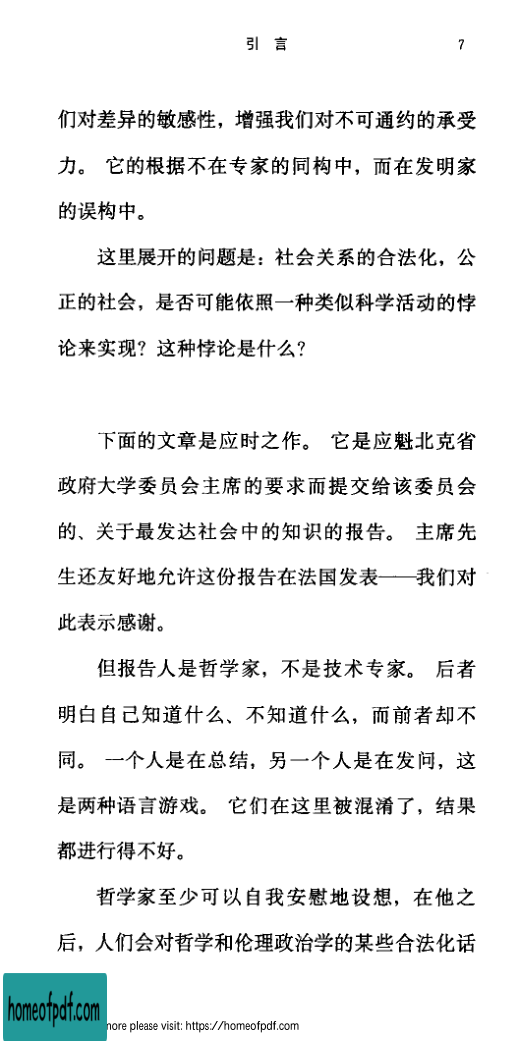 引 言 7
们对差异的敏感性，增强我们对不可通约的承受
力。 它的根据不在专家的同构中，而在发明家
的误构中。
这里展开的问题是：社会关系的合法化，公
正的社会，是否可能依照一种类似科学活动的悖
论来实现？这种悖论是什么？
下面的文章是应时之作。 它是应魁北克省
政府大学委员会主席的要求而提交给该委员会
的、关于最发达社会中的知识的报告。 主席先
生还友好地允许这份报告在法国发表——我们对
此表示感谢。
但报告人是哲学家，不是技术专家。 后者
明白自己知道什么、不知道什么，而前者却不
同。 一个人是在总结，另一个人是在发问，这
是两种语言游戏。 它们在这里被混淆了，结果
都进行得不好。
哲学家至少可以自我安慰地设想，在他之
后，人们会对哲学和伦理政治学的某些合法化话
homeofpdf.com
more please visit: https://homeofpdf.com